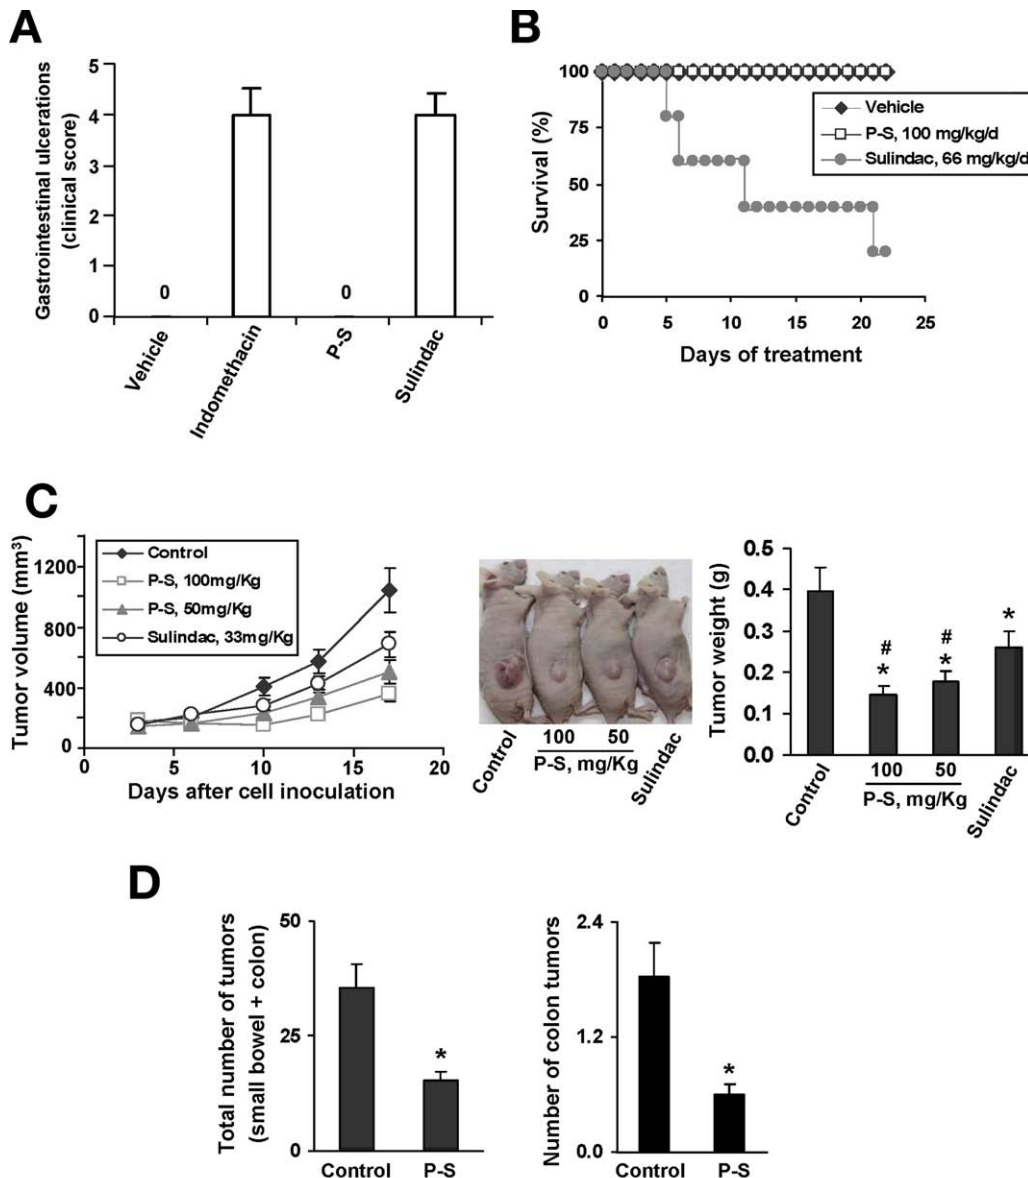 A
Gastrointestinal ulcerations
(clinical score)
5
4
3
2
1
0
0
0
Vehicle
Indomethacin
P-S
Sulindac
B
Survival (%)
100
75
50
25
0
0
5
10
15
20
25
Days of treatment
Vehicle
P-S, 100 mg/kg/d
Sulindac, 66 mg/kg/d
C
Tumor volume (mm³)
1200
800
400
0
0
5
10
15
20
Days after cell inoculation
Control
P-S, 100mg/Kg
P-S, 50mg/Kg
Sulindac, 33mg/Kg
Control
100 50
P-S, mg/Kg
Sulindac
Tumor weight (g)
0.5
0.4
0.3
0.2
0.1
0.0
#
*
#
*
*
Control
100 50
P-S, mg/Kg
Sulindac
D
Total number of tumors
(small bowel + colon)
50
25
0
*
Control P-S
Number of colon tumors
2.4
1.2
0.0
*
Control P-S